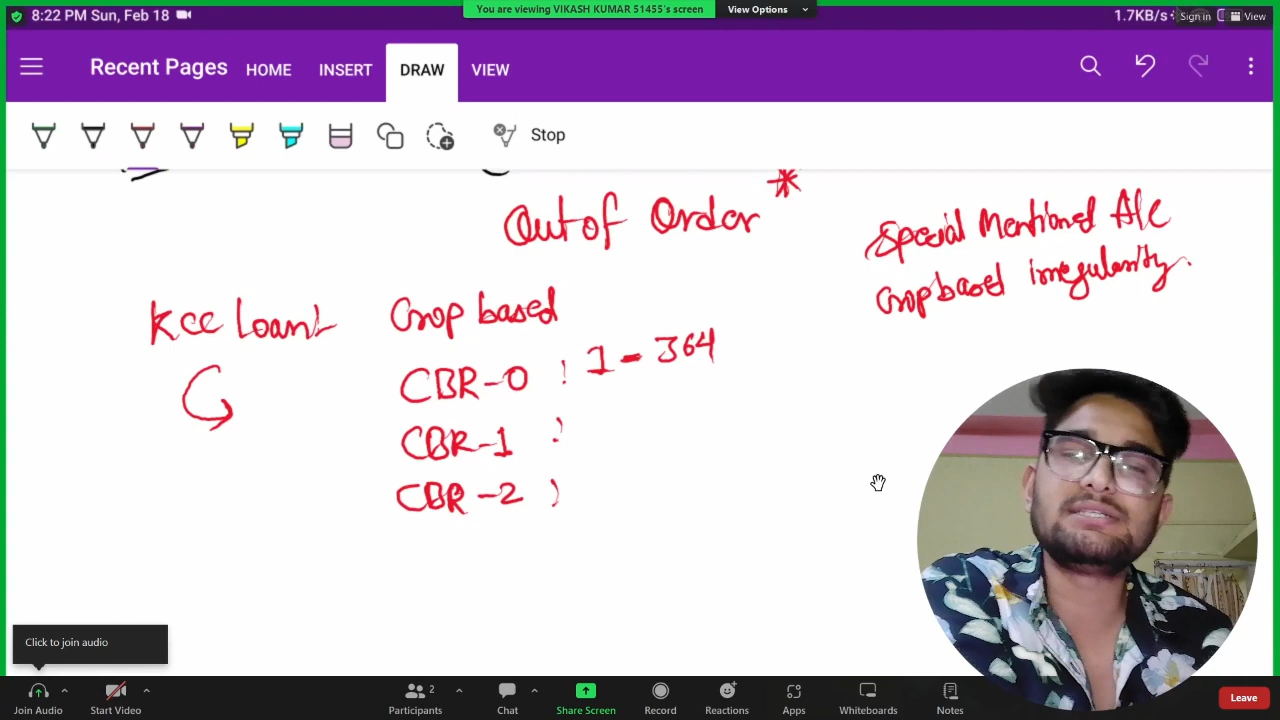 You are viewing VIKASH KUMAR 51455's screen
View Options
8:22 PM Sun, Feb 18
1.7KB/s
Sign in
View
Recent Pages
HOME
INSERT
DRAW
VIEW
Stop
Out of Order *
Special Mentioned A/C
Crop based irregularity.
KCC Loan
Crop based
CBR-0 : 1 - 364
CBR-1 :
CBR-2 :
Click to join audio
Join Audio
Start Video
2
Participants
Chat
Share Screen
Record
Reactions
Apps
Whiteboards
Notes
Leave